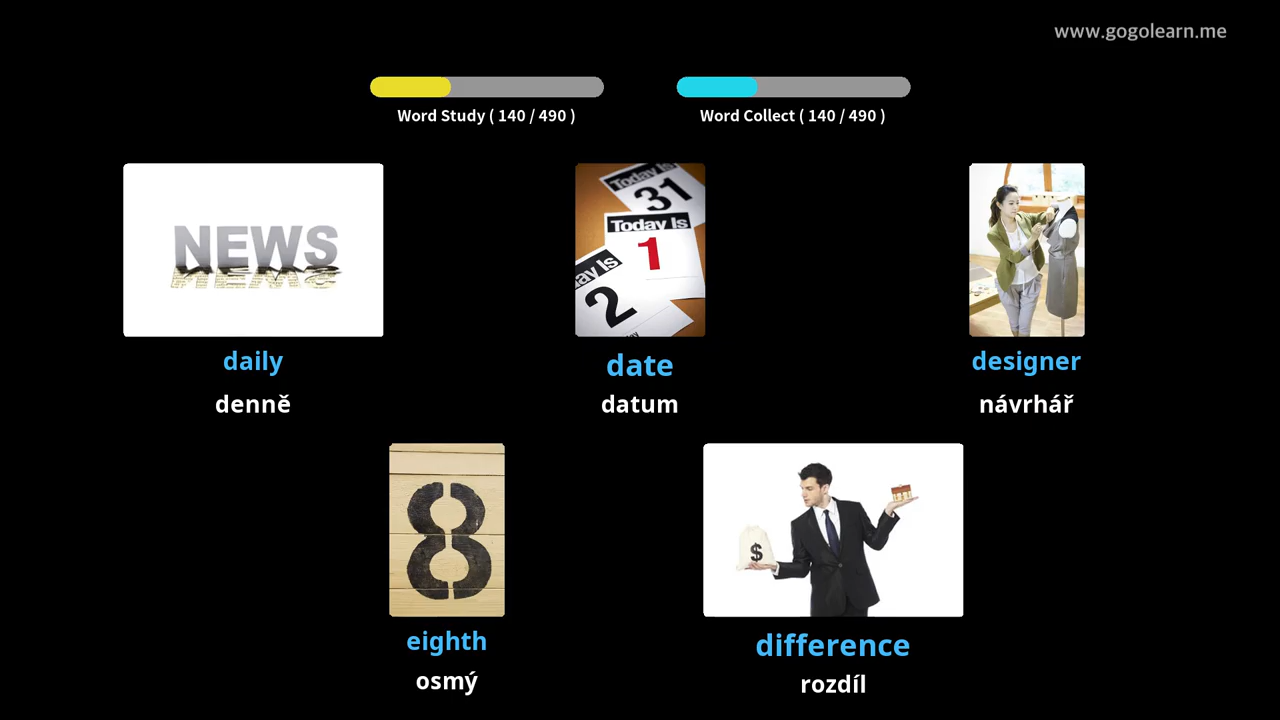 www.gogolearn.me
Word Study ( 140 / 490 )
Word Collect ( 140 / 490 )
NEWS
Today Is
31
Today Is
1
ay Is
2
daily
date
designer
denně
datum
návrhář
8
$
eighth
difference
osmý
rozdíl